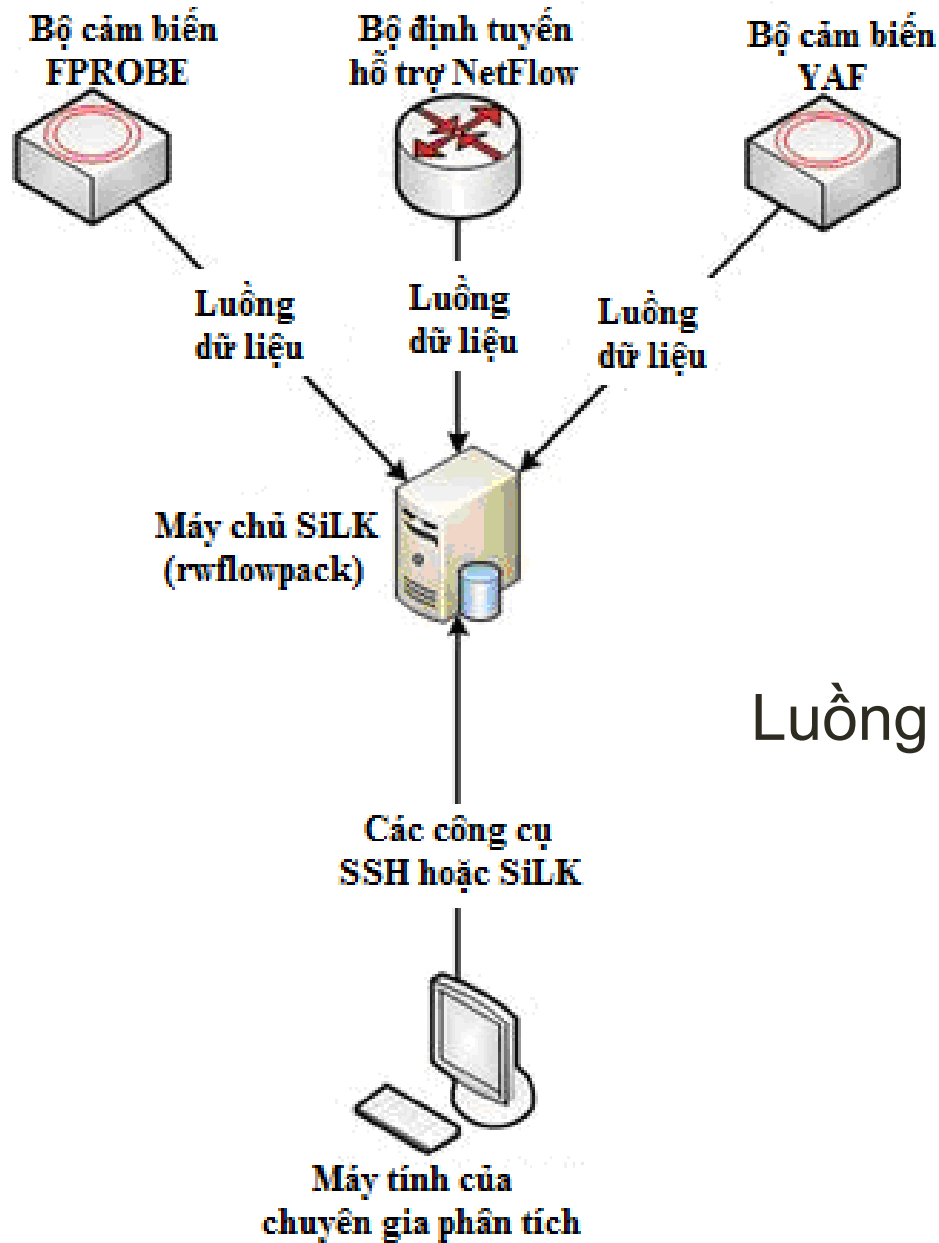 Bộ cảm biến
FPROBE
Bộ định tuyến
hỗ trợ NetFlow
Bộ cảm biến
YAF
Luồng
dữ liệu
Luồng
dữ liệu
Luồng
dữ liệu
Máy chủ SiLK
(rwflowpack)
Luồng
Các công cụ
SSH hoặc SiLK
Máy tính của
chuyên gia phân tích